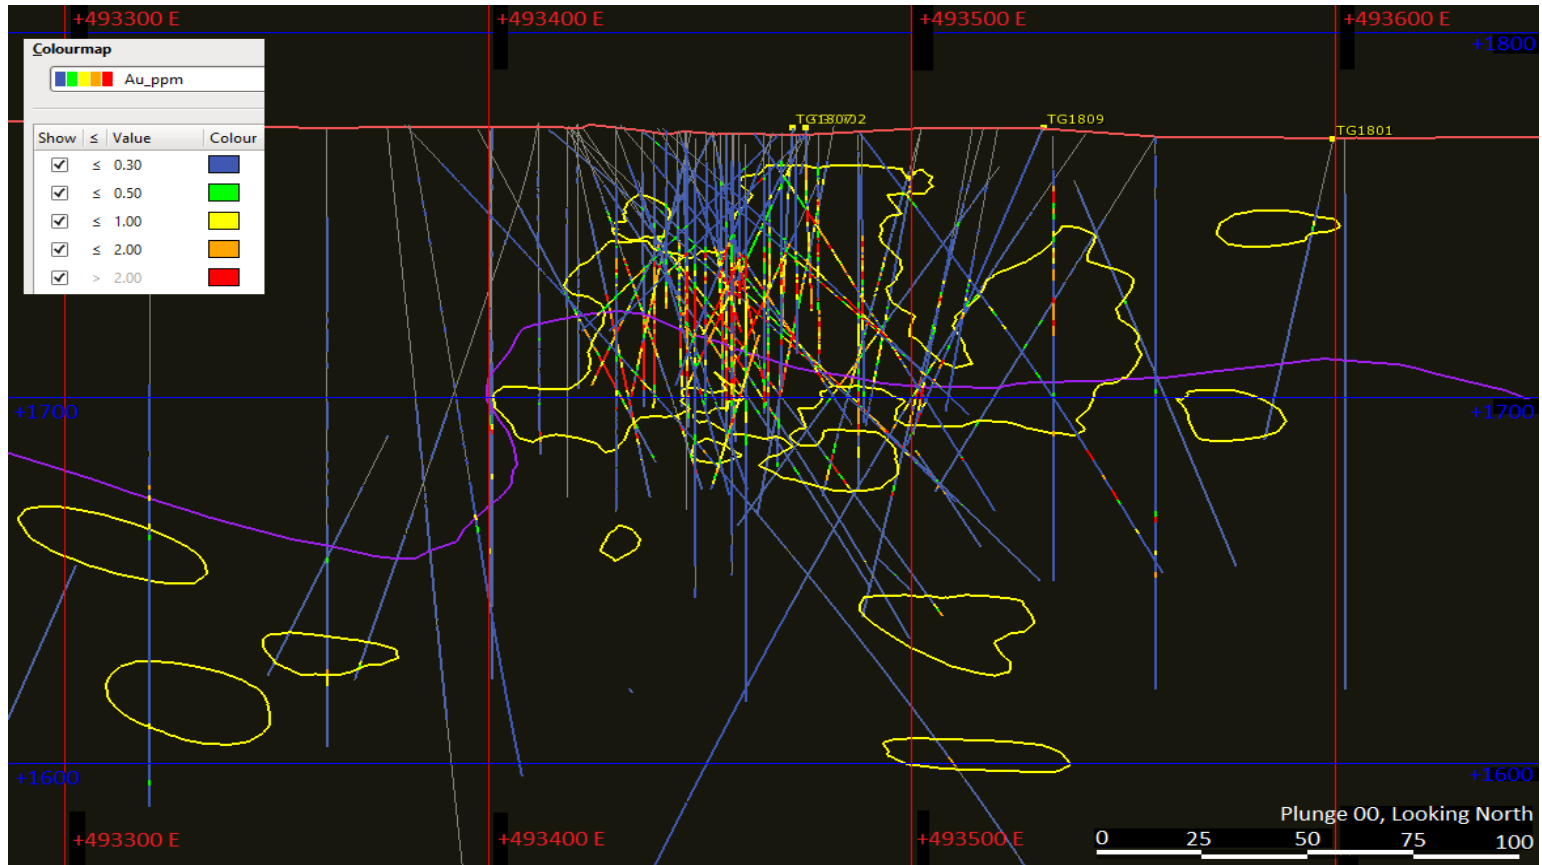 +493300 E
+493400 E
+493500 E
+493600 E
+1800
Colourmap
Au_ppm
Show ≤ Value Colour
≤ 0.30
≤ 0.50
≤ 1.00
≤ 2.00
> 2.00
TG1809
TG1801
+1700
+1700
+1600
+1600
Plunge 00, Looking North
+493300 E
+493400 E
+493500 E
0 25 50 75 100